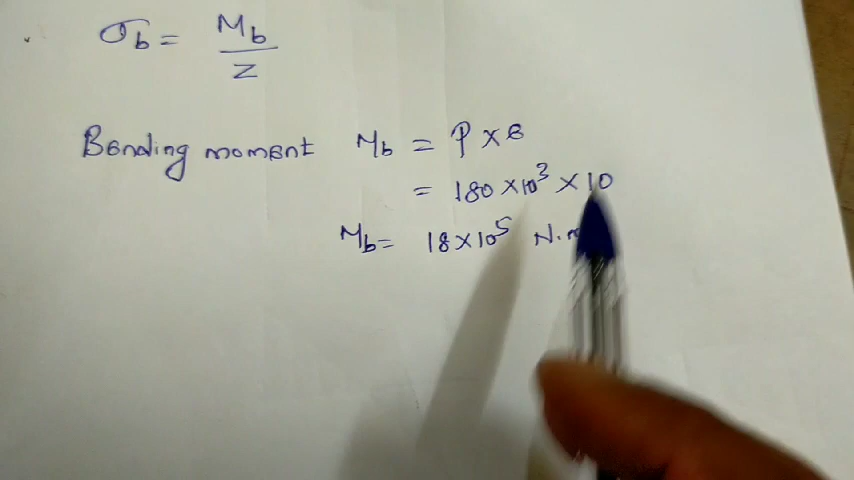 σb = Mb / Z
Bending moment Mb = P × e
= 180 × 10³ × 10
Mb = 18 × 10⁵ N.